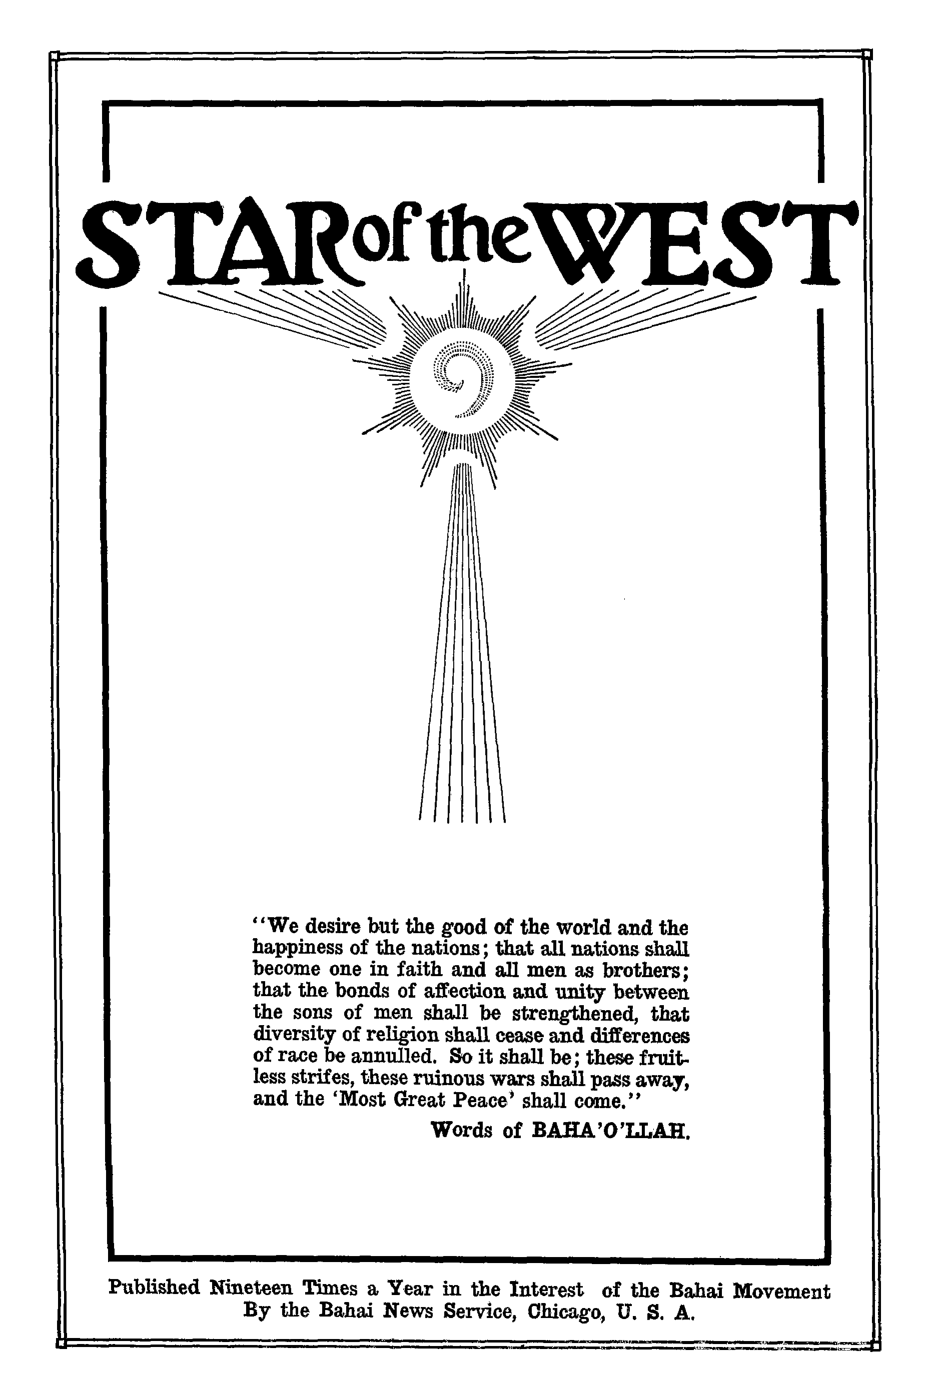 STAR of the WEST
9
“We desire but the good of the world and the
happiness of the nations; that all nations shall
become one in faith and all men as brothers;
that the bonds of affection and unity between
the sons of men shall be strengthened, that
diversity of religion shall cease and differences
of race be annulled. So it shall be; these fruit-
less strifes, these ruinous wars shall pass away,
and the ‘Most Great Peace’ shall come.”
Words of BAHA’O’LLAH.
Published Nineteen Times a Year in the Interest of the Bahai Movement
By the Bahai News Service, Chicago, U. S. A.